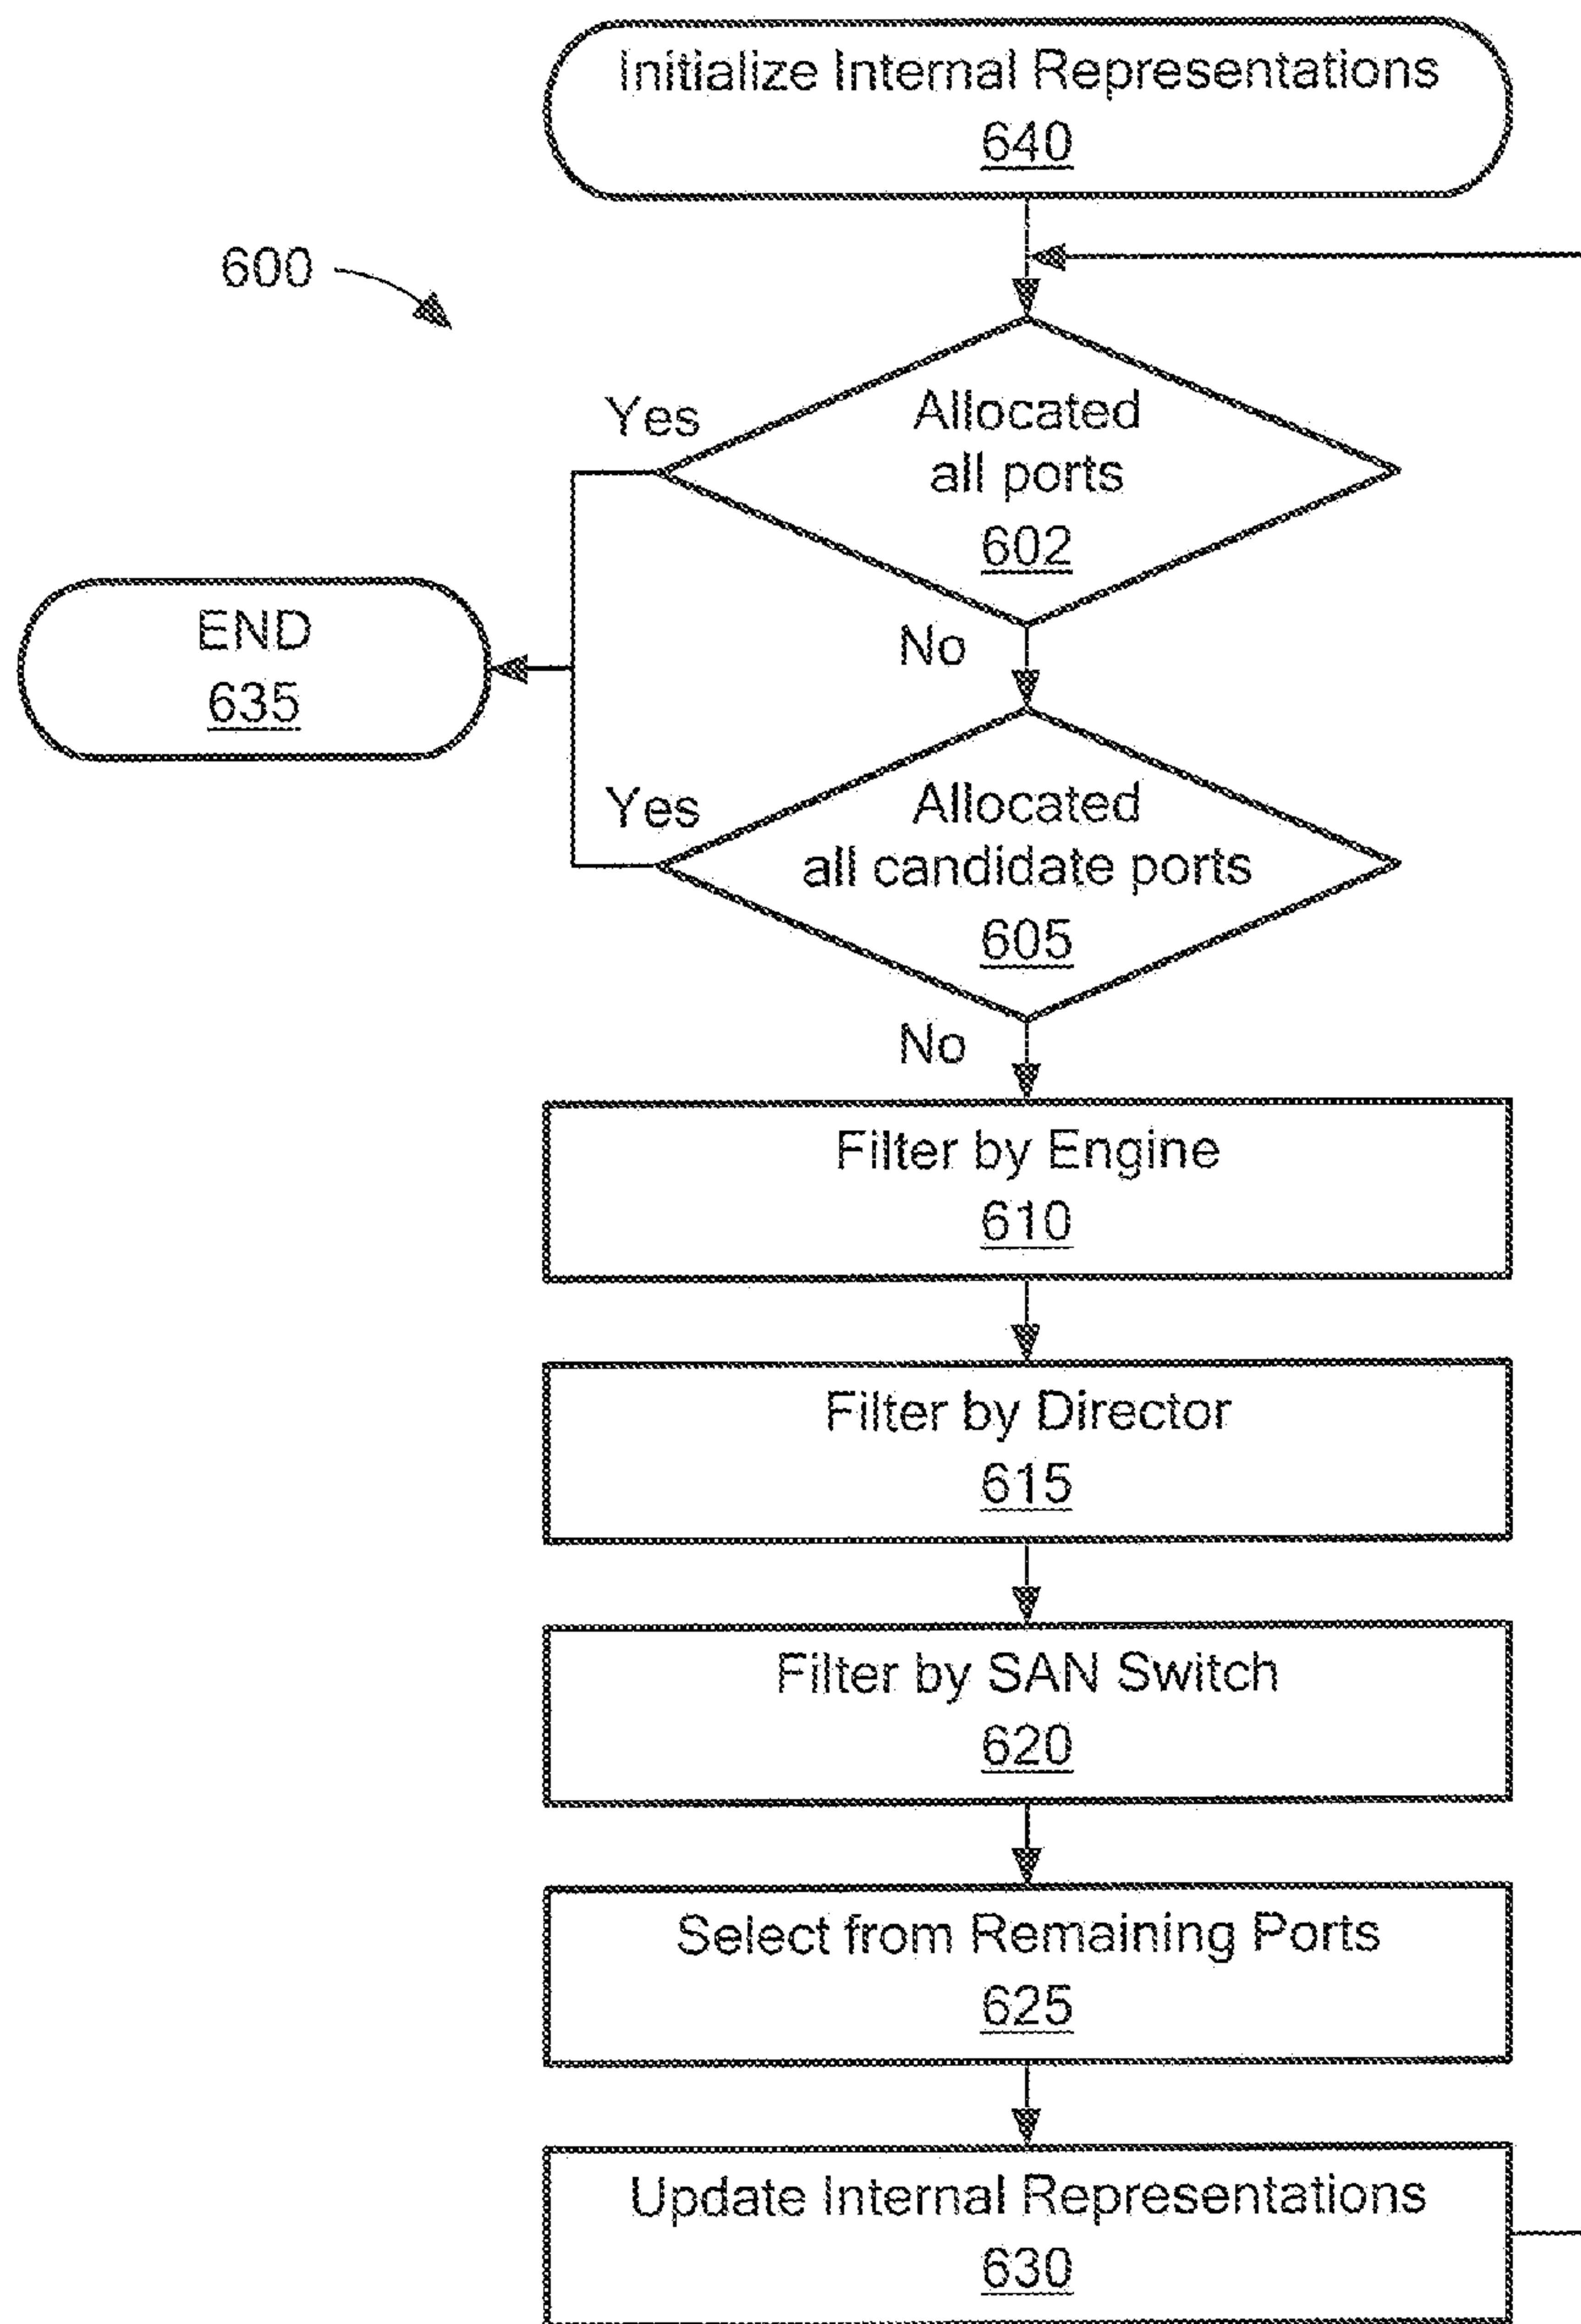 Initialize Internal Representations
640
600
Yes
Allocated
all ports
602
No
END
635
Yes
Allocated
all candidate ports
605
No
Filter by Engine
610
Filter by Director
615
Filter by SAN Switch
620
Select from Remaining Ports
625
Update Internal Representations
630